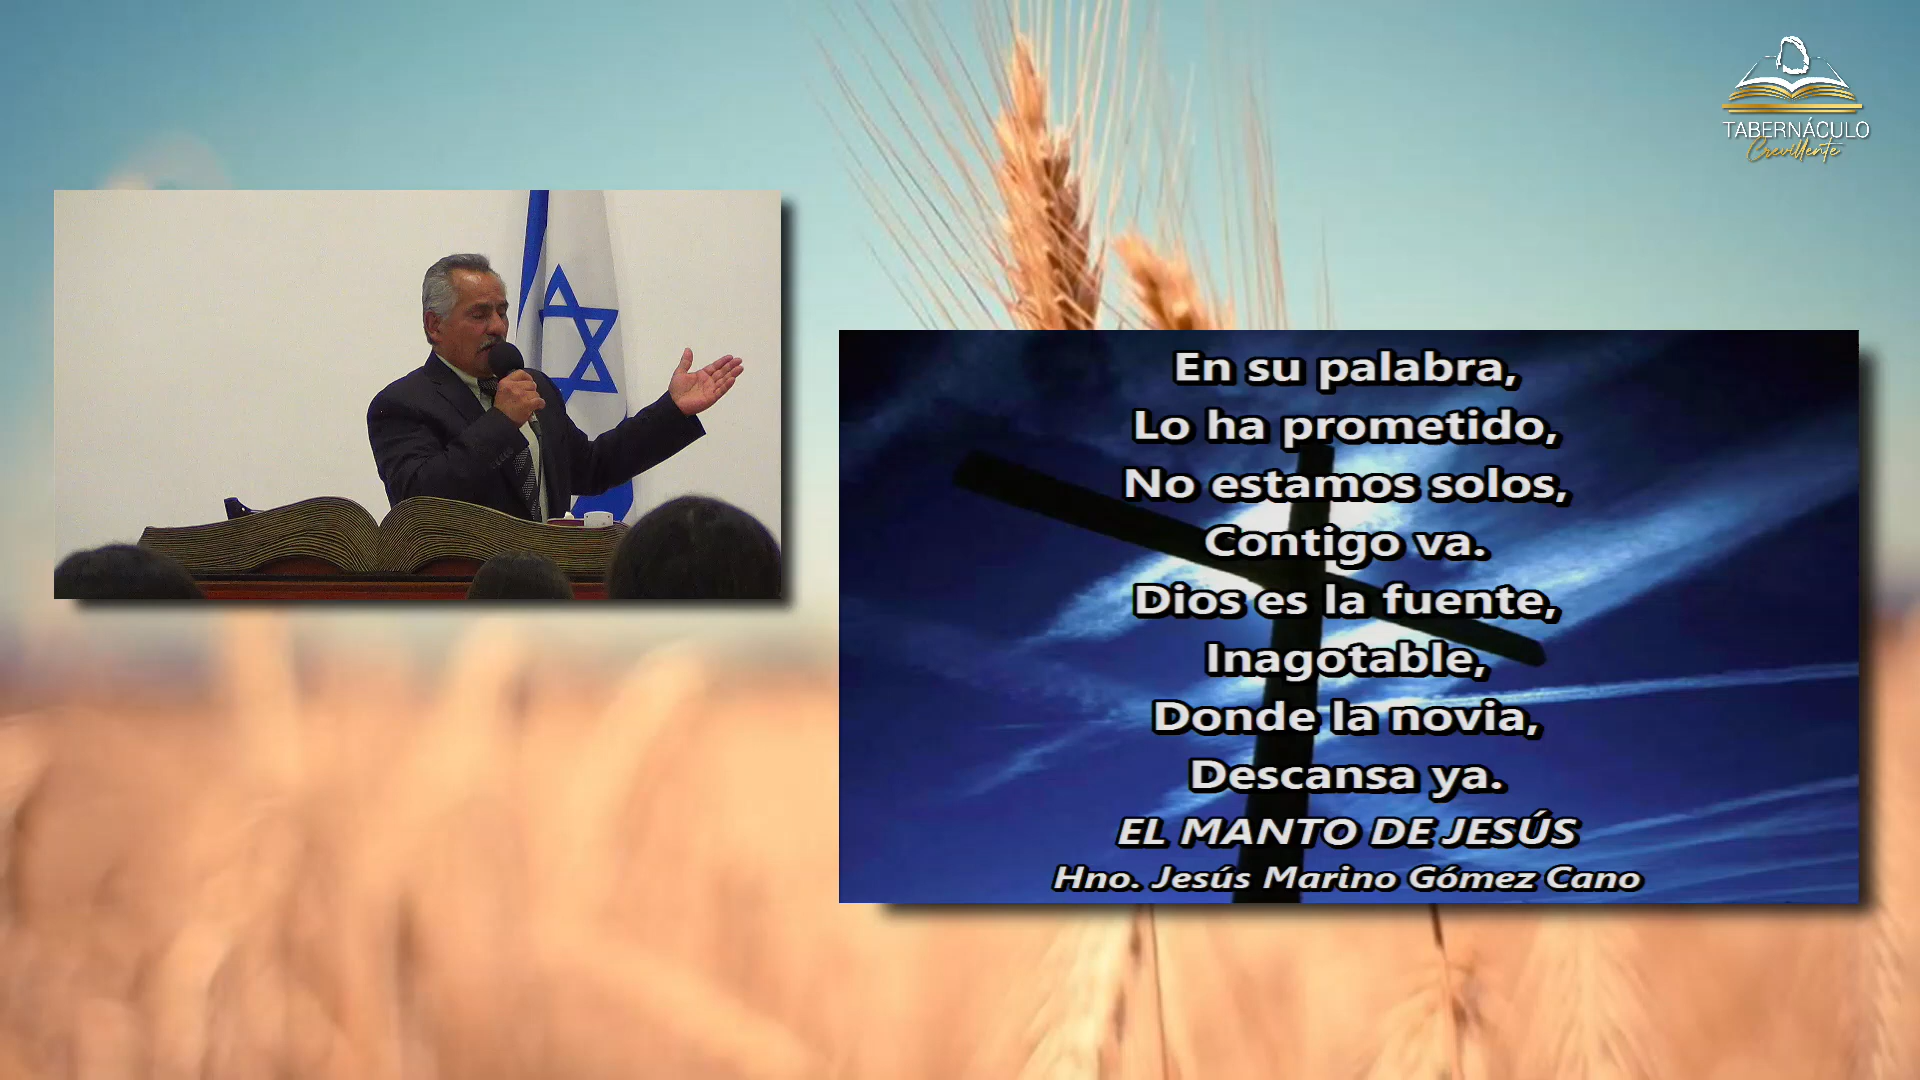 TABERNÁCULO
Crevillente
En su palabra,
Lo ha prometido,
No estamos solos,
Contigo va.
Dios es la fuente,
Inagotable,
Donde la novia,
Descansa ya.
EL MANTO DE JESÚS
Hno. Jesús Marino Gómez Cano